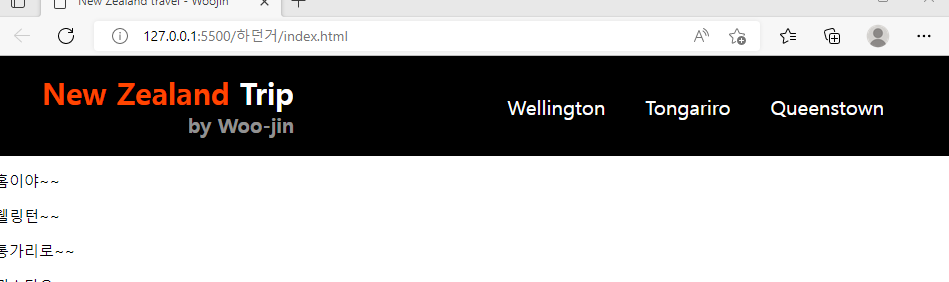 New Zealand travel - Woojin
127.0.0.1:5500/하던거/index.html
New Zealand Trip
by Woo-jin
Wellington Tongariro Queenstown
홈이야~~
웰링턴~~
통가리로~~